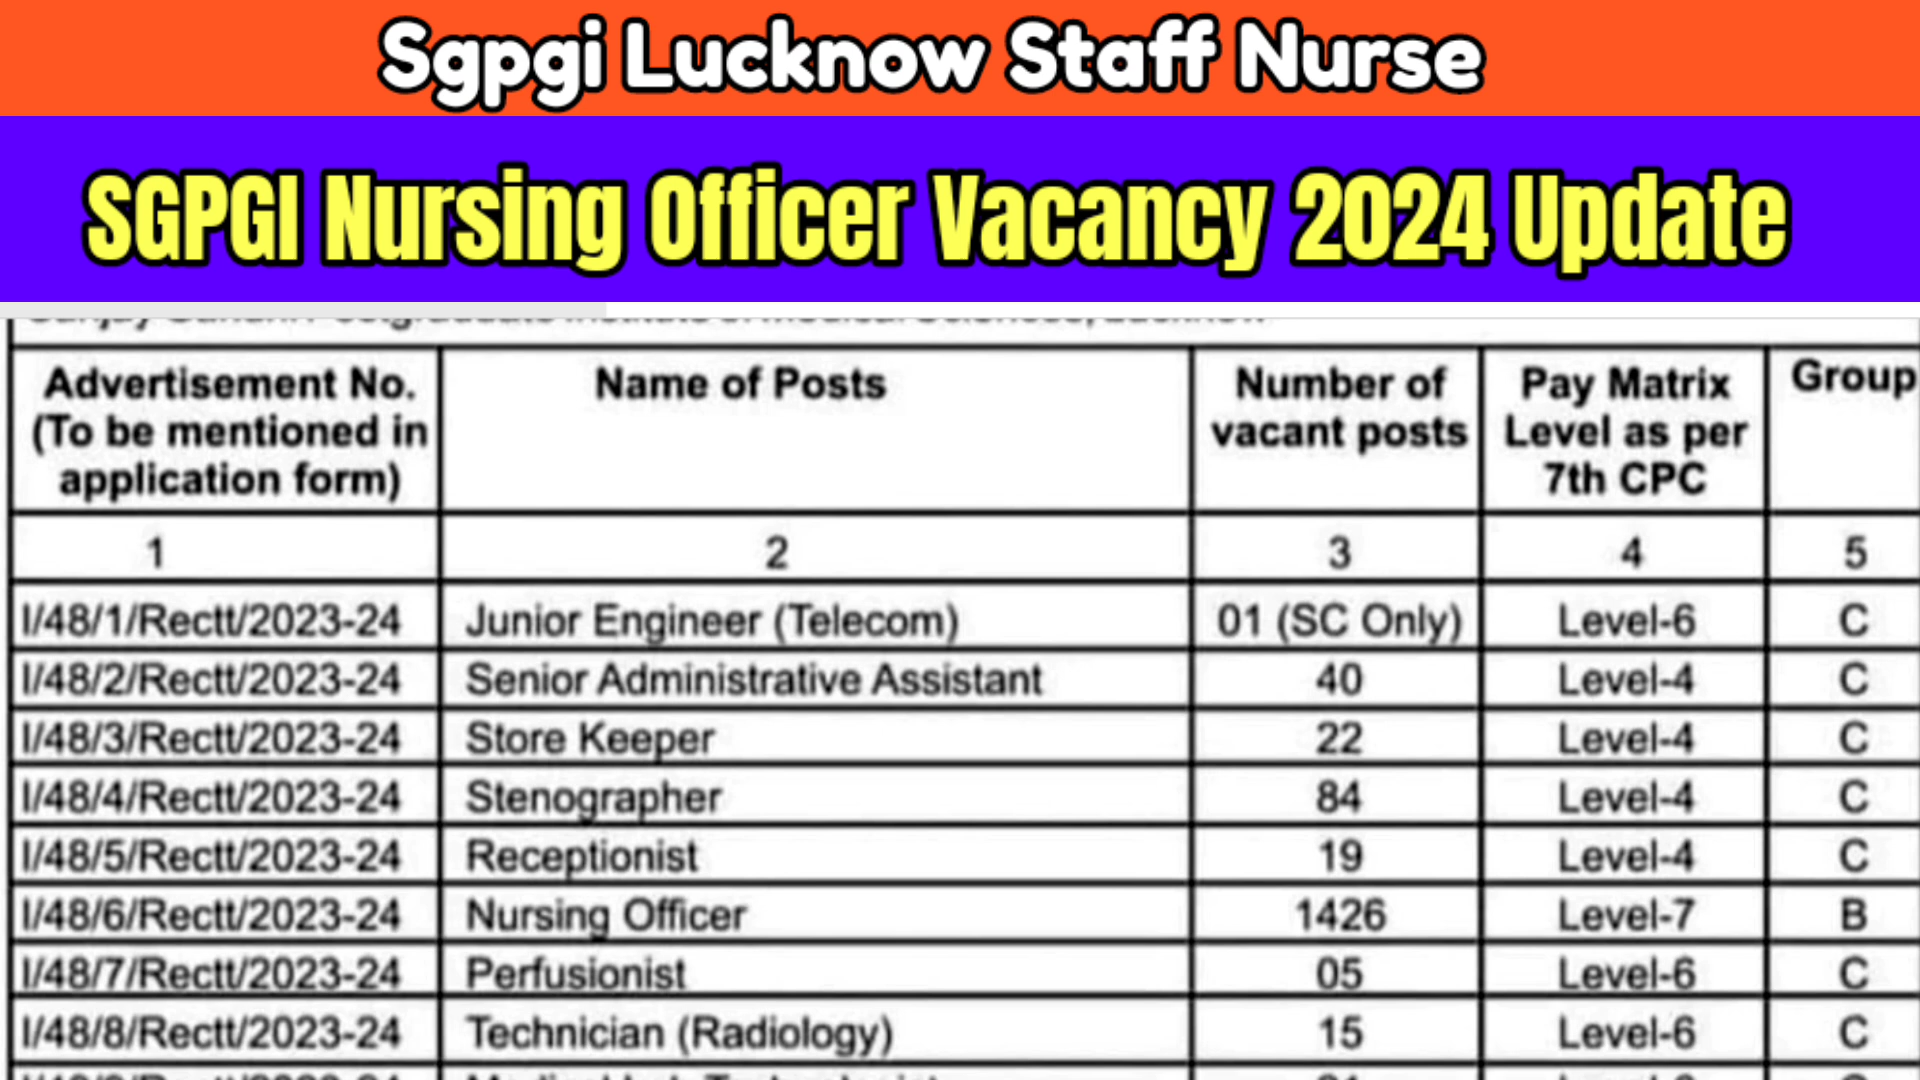 Sgpgi Lucknow Staff Nurse
SGPGI Nursing Officer Vacancy 2024 Update
Advertisement No. (To be mentioned in application form) Name of Posts Number of vacant posts Pay Matrix Level as per 7th CPC Group
1 2 3 4 5
I/48/1/Rectt/2023-24 Junior Engineer (Telecom) 01 (SC Only) Level-6 C
I/48/2/Rectt/2023-24 Senior Administrative Assistant 40 Level-4 C
I/48/3/Rectt/2023-24 Store Keeper 22 Level-4 C
I/48/4/Rectt/2023-24 Stenographer 84 Level-4 C
I/48/5/Rectt/2023-24 Receptionist 19 Level-4 C
I/48/6/Rectt/2023-24 Nursing Officer 1426 Level-7 B
I/48/7/Rectt/2023-24 Perfusionist 05 Level-6 C
I/48/8/Rectt/2023-24 Technician (Radiology) 15 Level-6 C